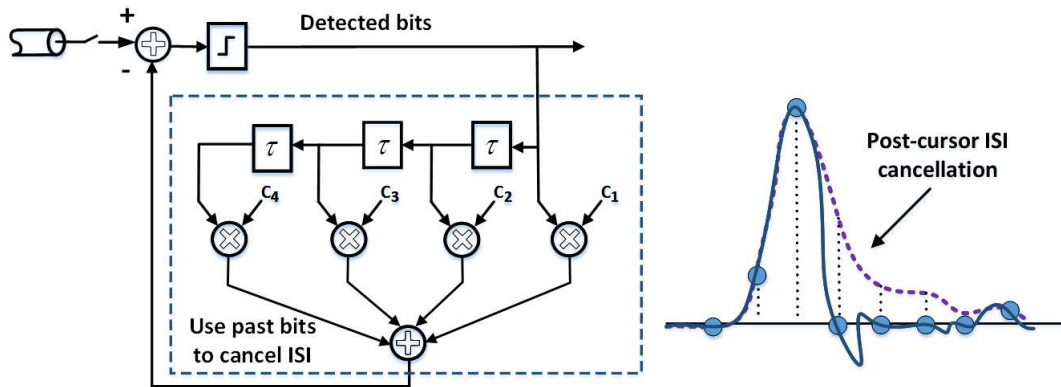 +
-
Detected bits
τ
τ
τ
C4
C3
C2
C1
Use past bits
to cancel ISI
Post-cursor ISI
cancellation